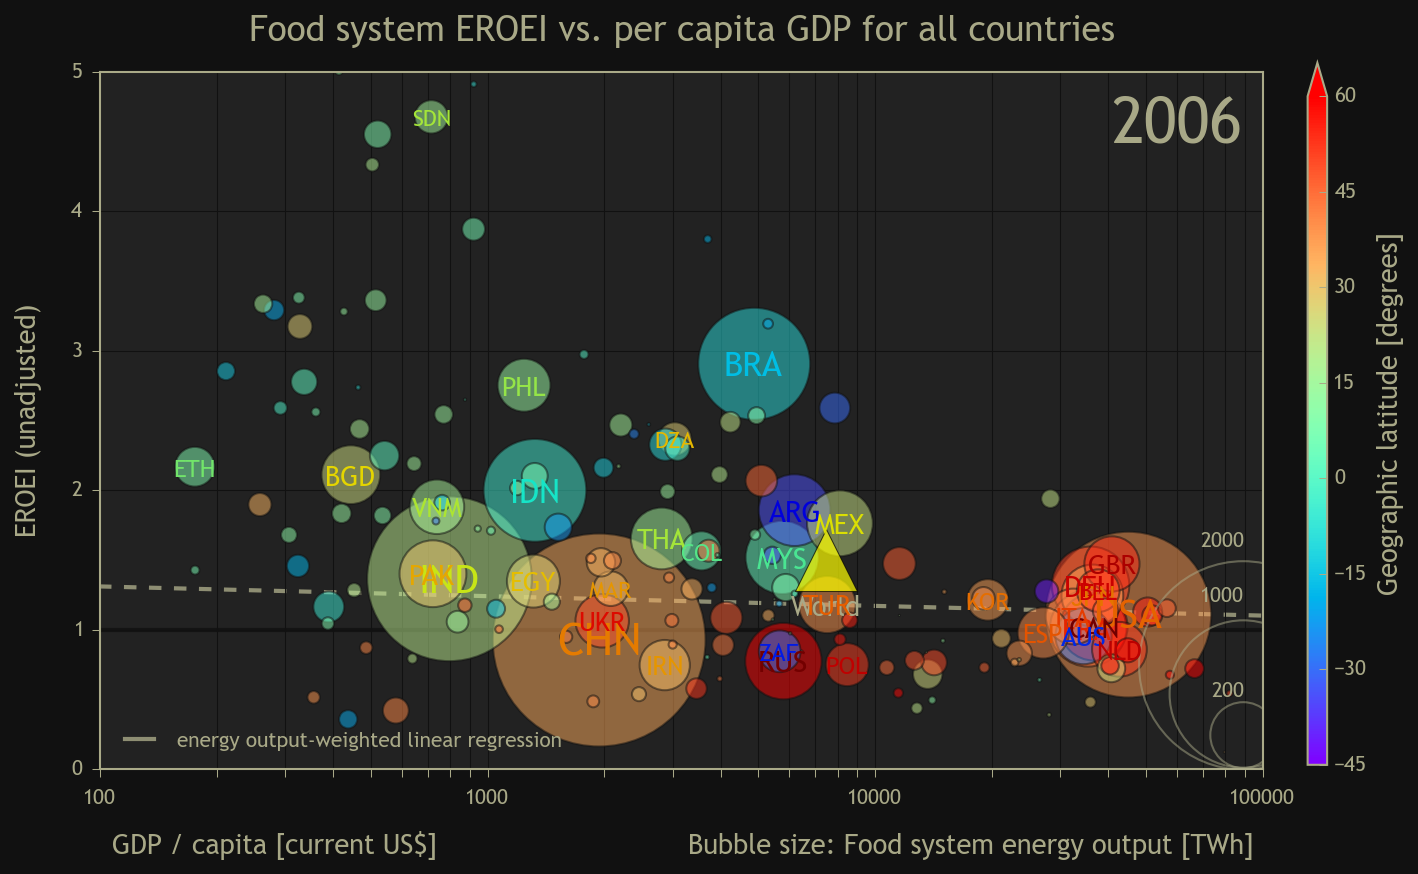 Food system EROEI vs. per capita GDP for all countries
2006
EROEI (unadjusted)
5
4
3
2
1
0
SDN
BRA
PHL
DZA
ETH
BGD
IDN
VNM
ARG
MEX
THA
COL
MYS
PAK
IND
EGY
MAR
UKR
CHN
IRN
World
TUR
ZAF
RUS
POL
KOR
ESP
GBR
DEU
BEL
USA
CAN
AUS
2000
1000
200
energy output-weighted linear regression
100
1000
10000
100000
GDP / capita [current US$]
Bubble size: Food system energy output [TWh]
60
45
30
15
0
−15
−30
−45
Geographic latitude [degrees]